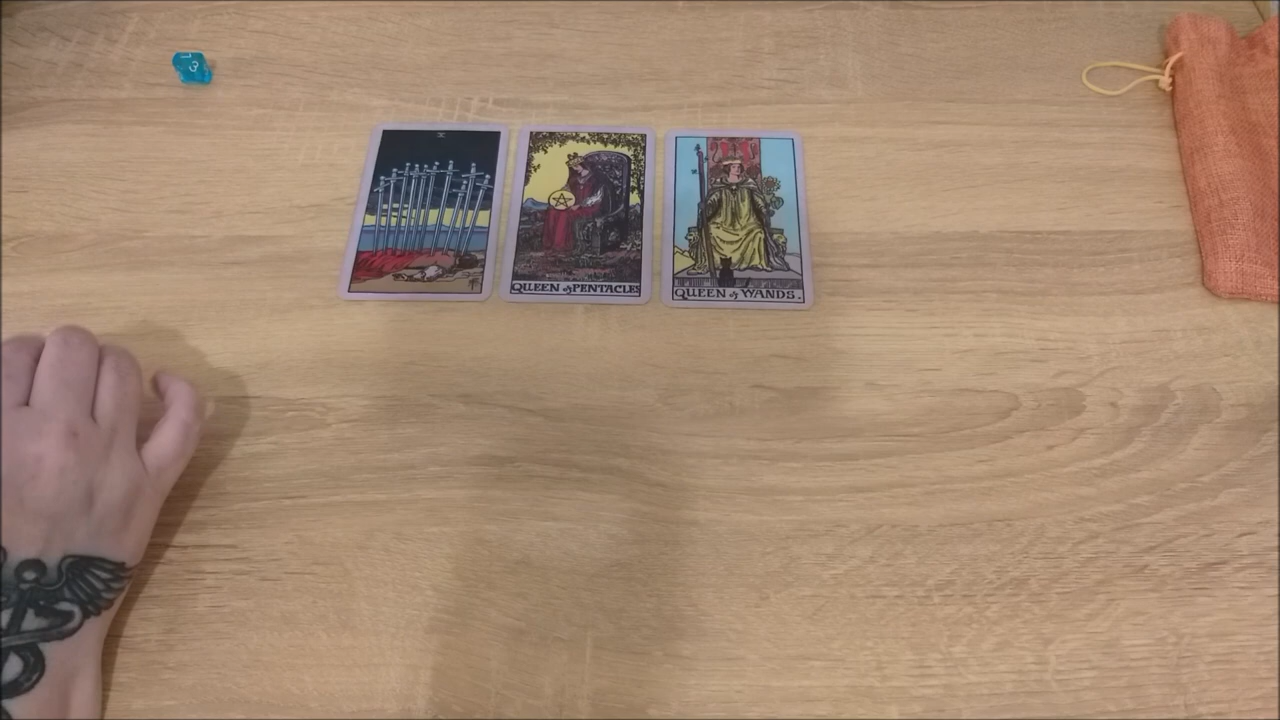 X
QUEEN of PENTACLES
QUEEN of WANDS.